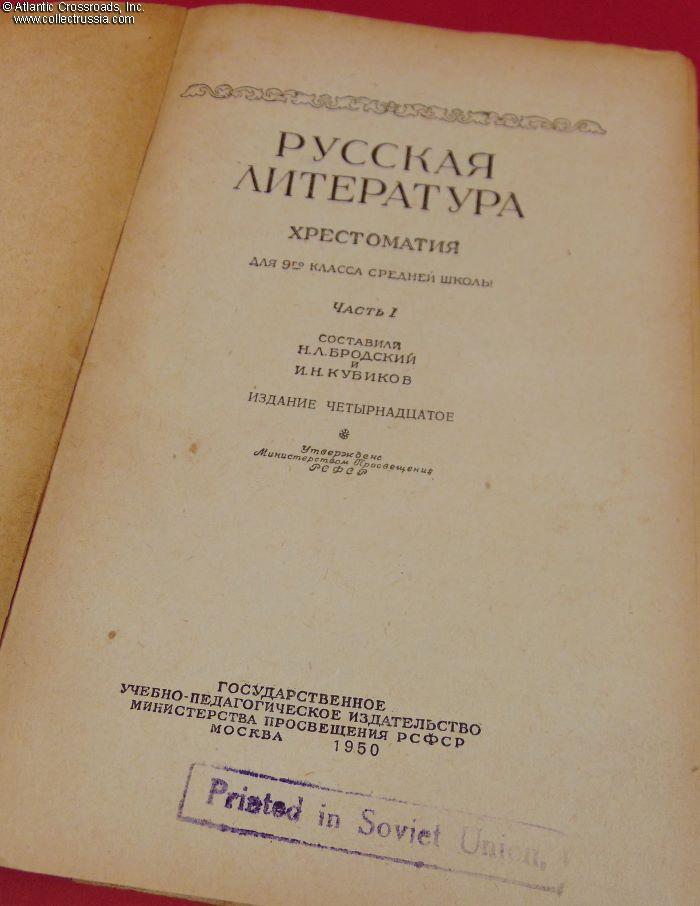 © Atlantic Crossroads, Inc.
www.collectrussia.com
РУССКАЯ
ЛИТЕРАТУРА
ХРЕСТОМАТИЯ
ДЛЯ 9го КЛАССА СРЕДНЕЙ ШКОЛЫ
Часть I
СОСТАВИЛИ
Н.Л.БРОДСКИЙ
и
И.Н.КУБИКОВ
ИЗДАНИЕ ЧЕТЫРНАДЦАТОЕ
Утверждено
Министерством Просвещения
РСФСР
ГОСУДАРСТВЕННОЕ
УЧЕБНО-ПЕДАГОГИЧЕСКОЕ ИЗДАТЕЛЬСТВО
МИНИСТЕРСТВА ПРОСВЕЩЕНИЯ РСФСР
МОСКВА 1950
Printed in Soviet Union.